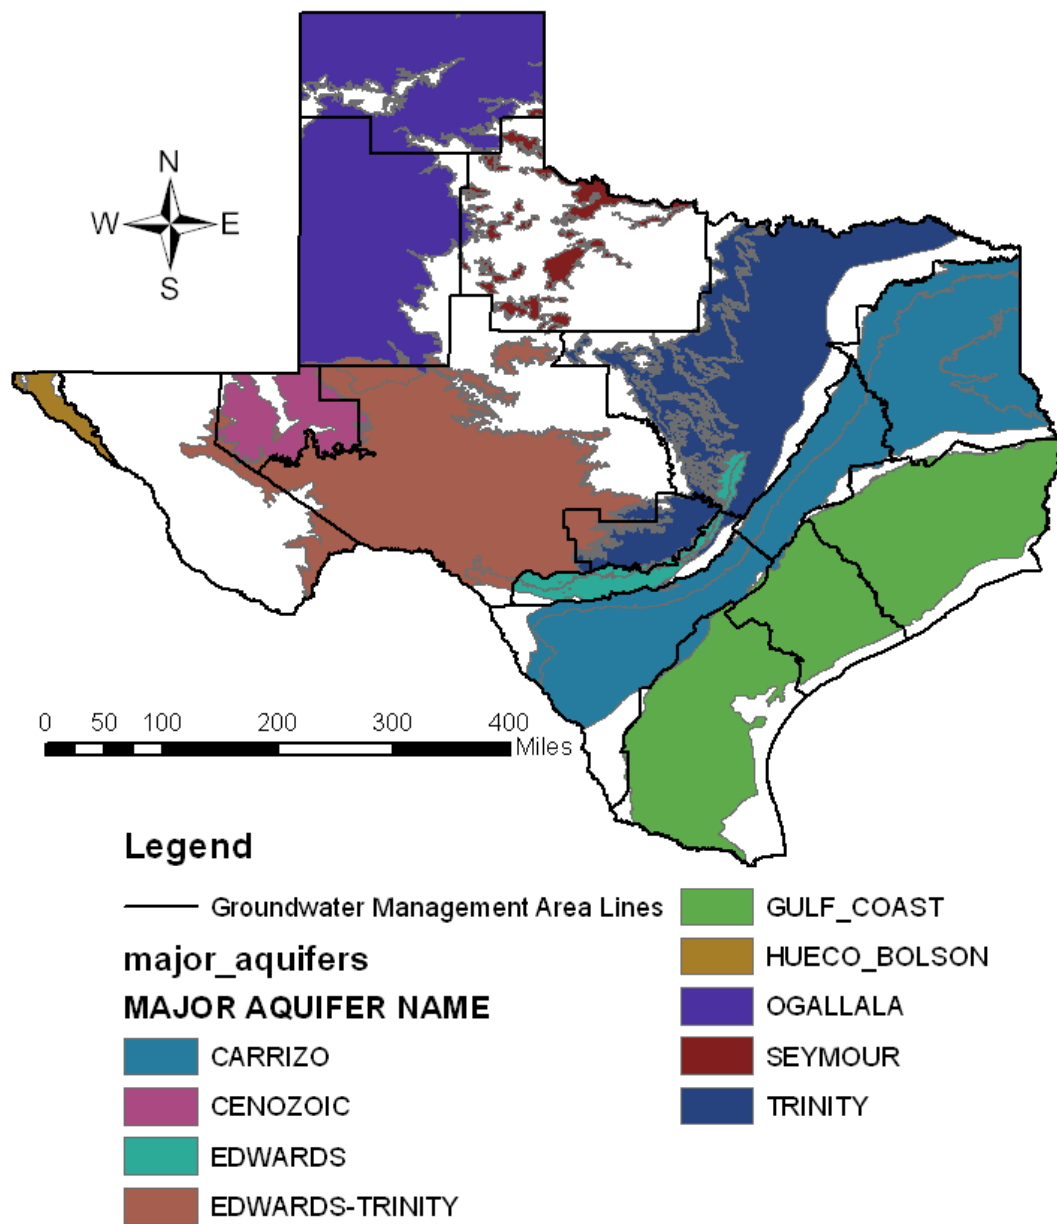 N
W E
S
0 50 100 200 300 400
Miles
Legend
Groundwater Management Area Lines
major_aquifers
MAJOR AQUIFER NAME
CARRIZO
CENOZOIC
EDWARDS
EDWARDS-TRINITY
GULF_COAST
HUECO_BOLSON
OGALLALA
SEYMOUR
TRINITY